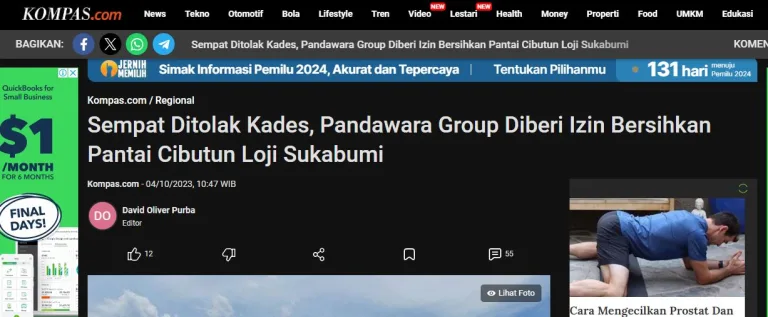 KOMPAS.com
News Tekno Otomotif Bola Lifestyle Tren Video NEW Lestari NEW Health Money Properti Food UMKM Edukasi
BAGIKAN: Sempat Ditolak Kades, Pandawara Group Diberi Izin Bersihkan Pantai Cibutun Loji Sukabumi KOMEN
JERNIH MEMILIH Simak Informasi Pemilu 2024, Akurat dan Tepercaya | Tentukan Pilihanmu 131 hari menuju Pemilu 2024
QuickBooks for
Small Business
$1
/MONTH
FOR 6 MONTHS
FINAL
DAYS!
Kompas.com / Regional
Sempat Ditolak Kades, Pandawara Group Diberi Izin Bersihkan
Pantai Cibutun Loji Sukabumi
Kompas.com - 04/10/2023, 10:47 WIB
DO
David Oliver Purba
Editor
12
55
Lihat Foto
Cara Mengecilkan Prostat Dan